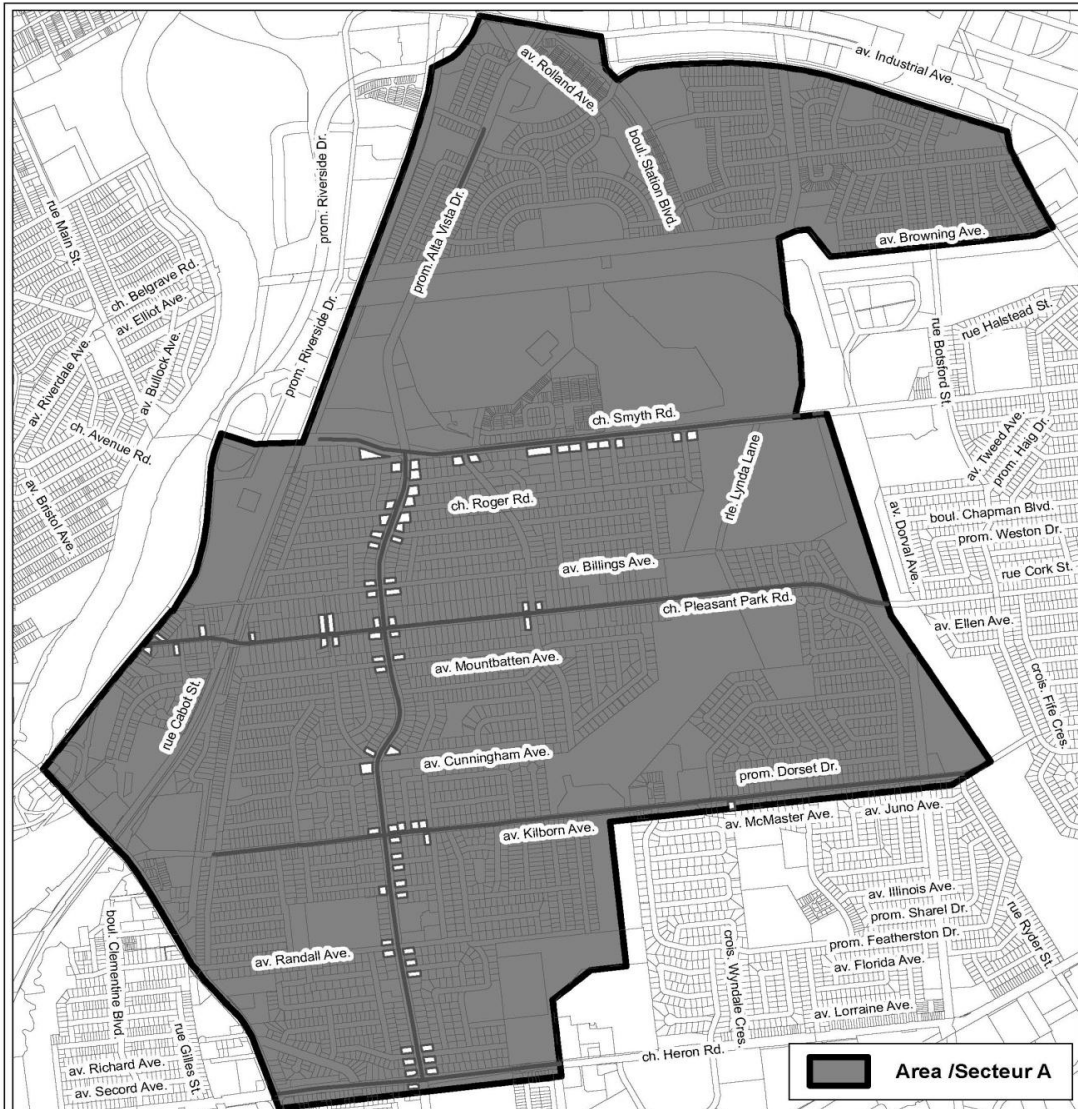 av. Industrial Ave.
av. Rolland Ave.
boul. Station Blvd.
rue Main St.
prom. Riverside Dr.
prom. Alta Vista Dr.
av. Browning Ave.
ch. Belgrave Rd.
av. Elliot Ave.
rue Halstead St.
prom. Riverside Dr.
rue Botsford St.
av. Riverdale Ave.
av. Bullock Ave.
ch. Avenue Rd.
ch. Smyth Rd.
av. Tweed Ave.
prom. Haig Dr.
rle. Lynda Lane
av. Bristol Ave.
ch. Roger Rd.
boul. Chapman Blvd.
prom. Weston Dr.
av. Dorval Ave.
av. Billings Ave.
rue Cork St.
ch. Pleasant Park Rd.
av. Ellen Ave.
av. Mountbatten Ave.
rue Cabot St.
crois. Fife Cres.
av. Cunningham Ave.
prom. Dorset Dr.
av. Juno Ave.
av. McMaster Ave.
av. Kilborn Ave.
av. Illinois Ave.
prom. Sharel Dr.
rue Ryder St.
prom. Featherston Dr.
boul. Clementine Blvd.
av. Randall Ave.
av. Florida Ave.
crois. Wyndale Cres.
av. Lorraine Ave.
rue Gilles St.
ch. Heron Rd.
av. Richard Ave.
av. Secord Ave.
Area /Secteur A